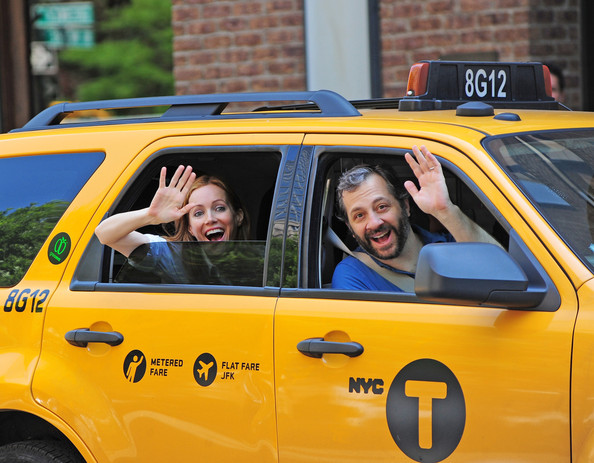 8G12
8G12
METERED
FARE
FLAT FARE
JFK
NYC T